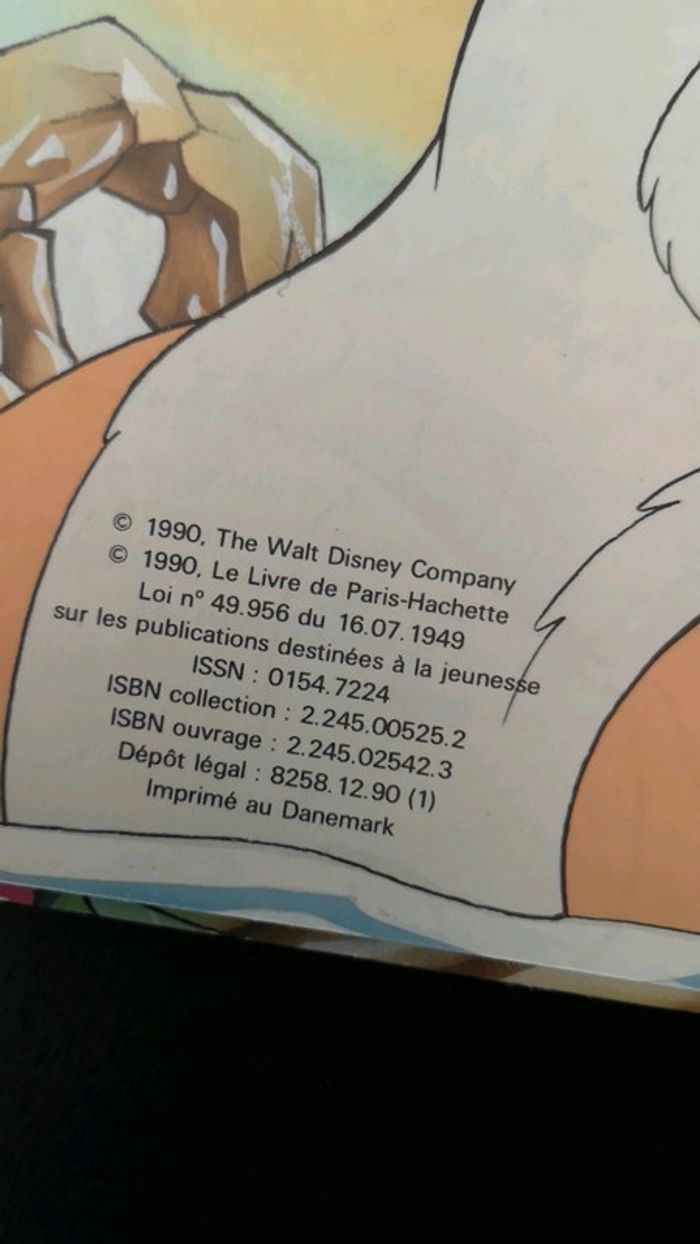 © 1990, The Walt Disney Company
© 1990, Le Livre de Paris-Hachette
Loi nº 49.956 du 16.07.1949
sur les publications destinées à la jeunesse
ISSN : 0154.7224
ISBN collection : 2.245.00525.2
ISBN ouvrage : 2.245.02542.3
Dépôt légal : 8258.12.90 (1)
Imprimé au Danemark